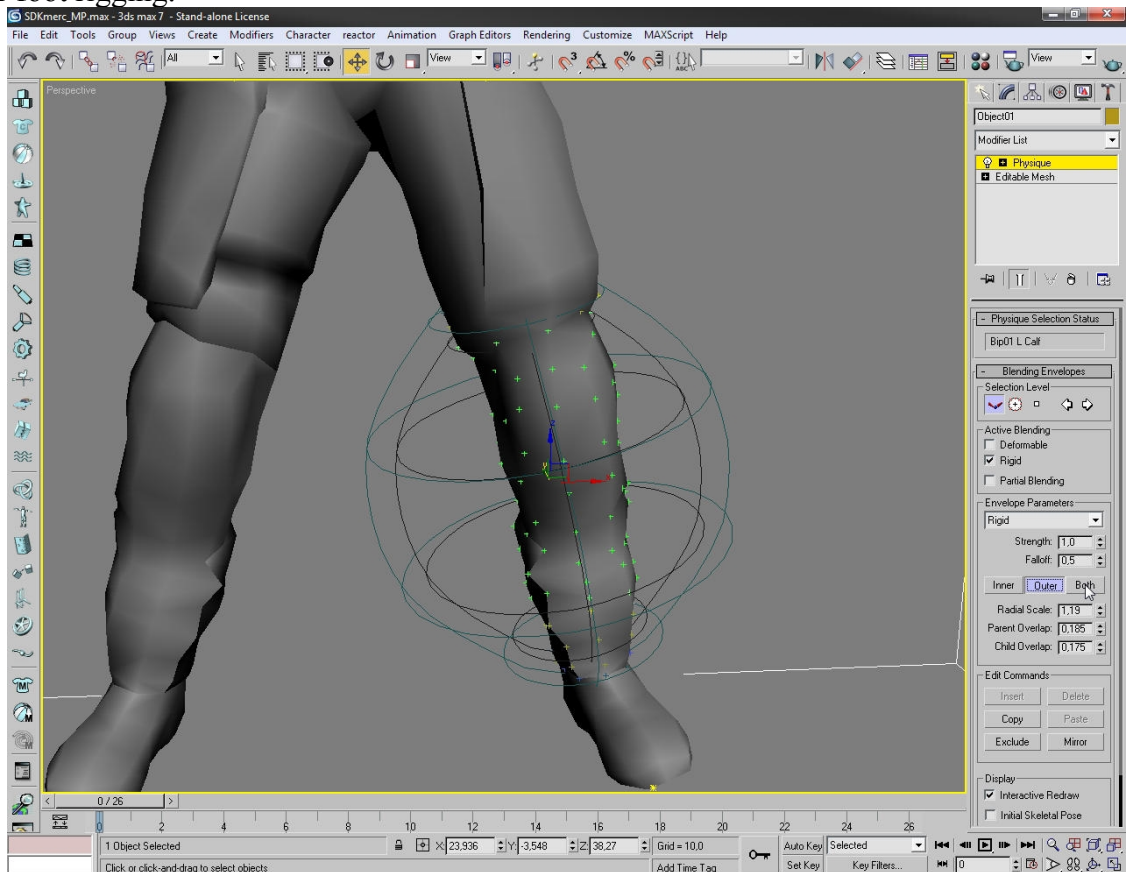 foot rigging.
SDKmerc_MP.max - 3ds max 7 - Stand-alone License
File Edit Tools Group Views Create Modifiers Character reactor Animation Graph Editors Rendering Customize MAXScript Help
All View View
Perspective
Object01
Modifier List
Physique
Editable Mesh
Physique Selection Status
Bip01 L Calf
Blending Envelopes
Selection Level
Active Blending
Deformable
Rigid
Partial Blending
Envelope Parameters
Rigid
Strength: 1,0
Falloff: 0,5
Inner Outer Both
Radial Scale: 1,19
Parent Overlap: 0,185
Child Overlap: 0,175
Edit Commands
Insert Delete
Copy Paste
Exclude Mirror
Display
Interactive Redraw
Initial Skeletal Pose
0 / 26
0 2 4 6 8 10 12 14 16 18 20 22 24 26
1 Object Selected X: 23,936 Y: -3,548 Z: 38,27 Grid = 10,0 Auto Key Selected
Click or click-and-drag to select objects Add Time Tag Set Key Key Filters... 0